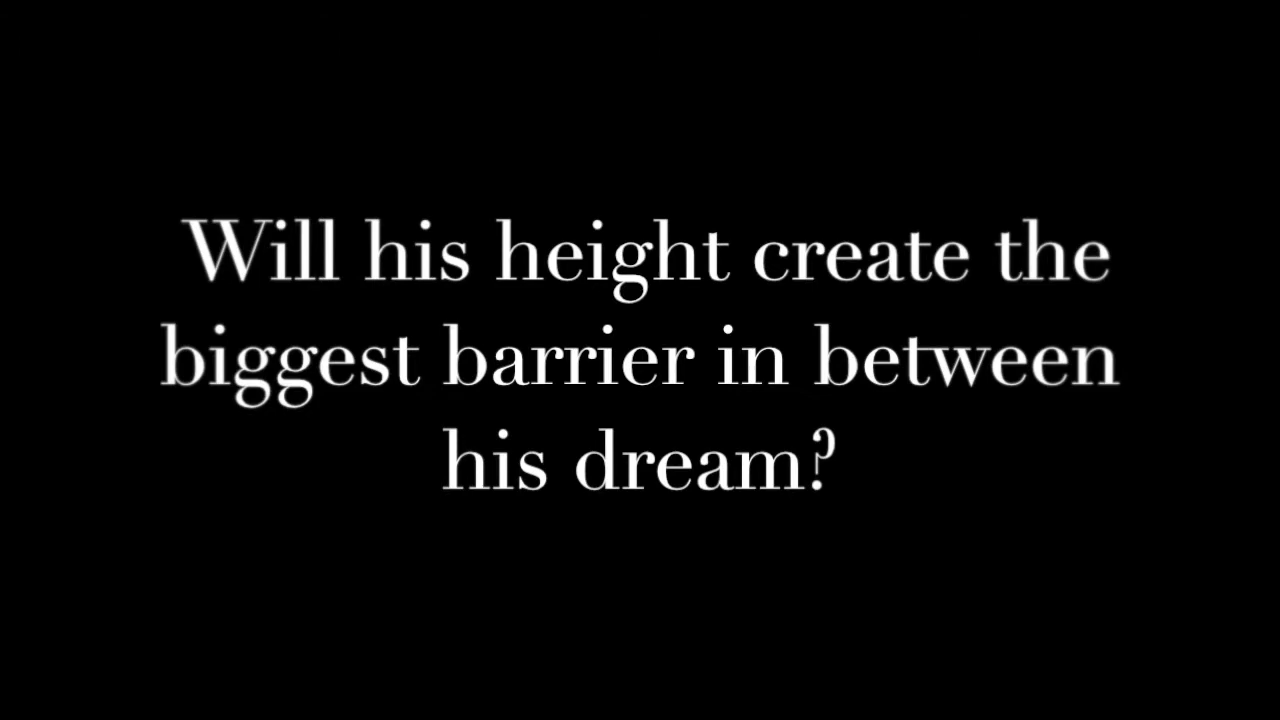 Will his height create the
biggest barrier in between
his dream?